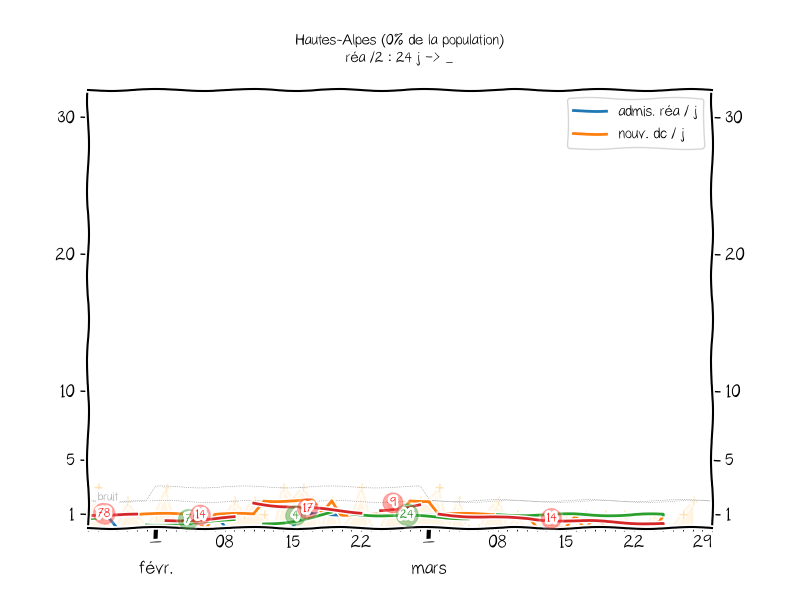 Hautes-Alpes (0% de la population)
réa /2 : 24 j -> _
admis. réa / j
nouv. dc / j
30 30
20 20
10 10
5 5
bruit
1 1
78 7 14 4 17 9 24 14
08 15 22 08 15 22 29
févr. mars